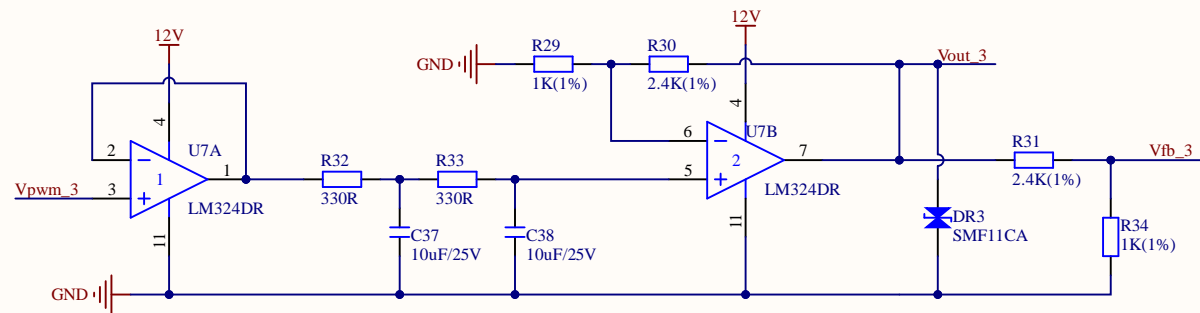 12V
12V
GND
R29
1K(1%)
R30
2.4K(1%)
Vout_3
4
U7A
2
1
1
Vpwm_3
3
LM324DR
11
R32
330R
R33
330R
C37
10uF/25V
C38
10uF/25V
4
U7B
6
2
7
5
LM324DR
11
R31
2.4K(1%)
Vfb_3
DR3
SMF11CA
R34
1K(1%)
GND